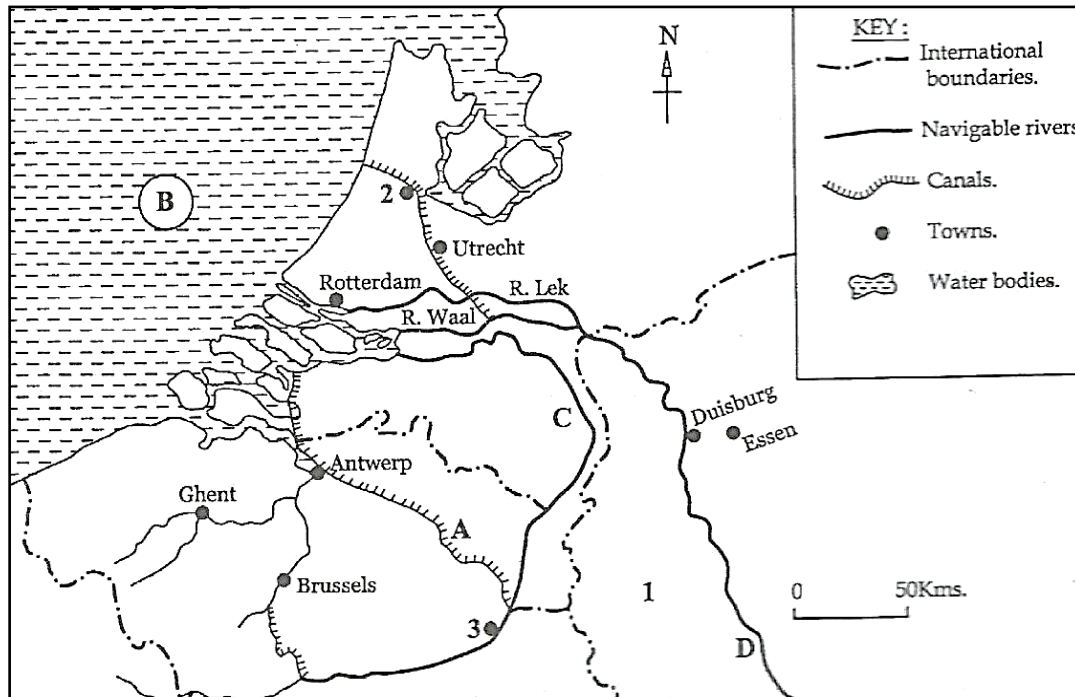 KEY :
International
boundaries.
Navigable rivers
Canals.
Towns.
Water bodies.
N
B
2
Utrecht
Rotterdam
R. Lek
R. Waal
C
Duisburg
Essen
Antwerp
Ghent
A
Brussels
1
0 50Kms.
3
D